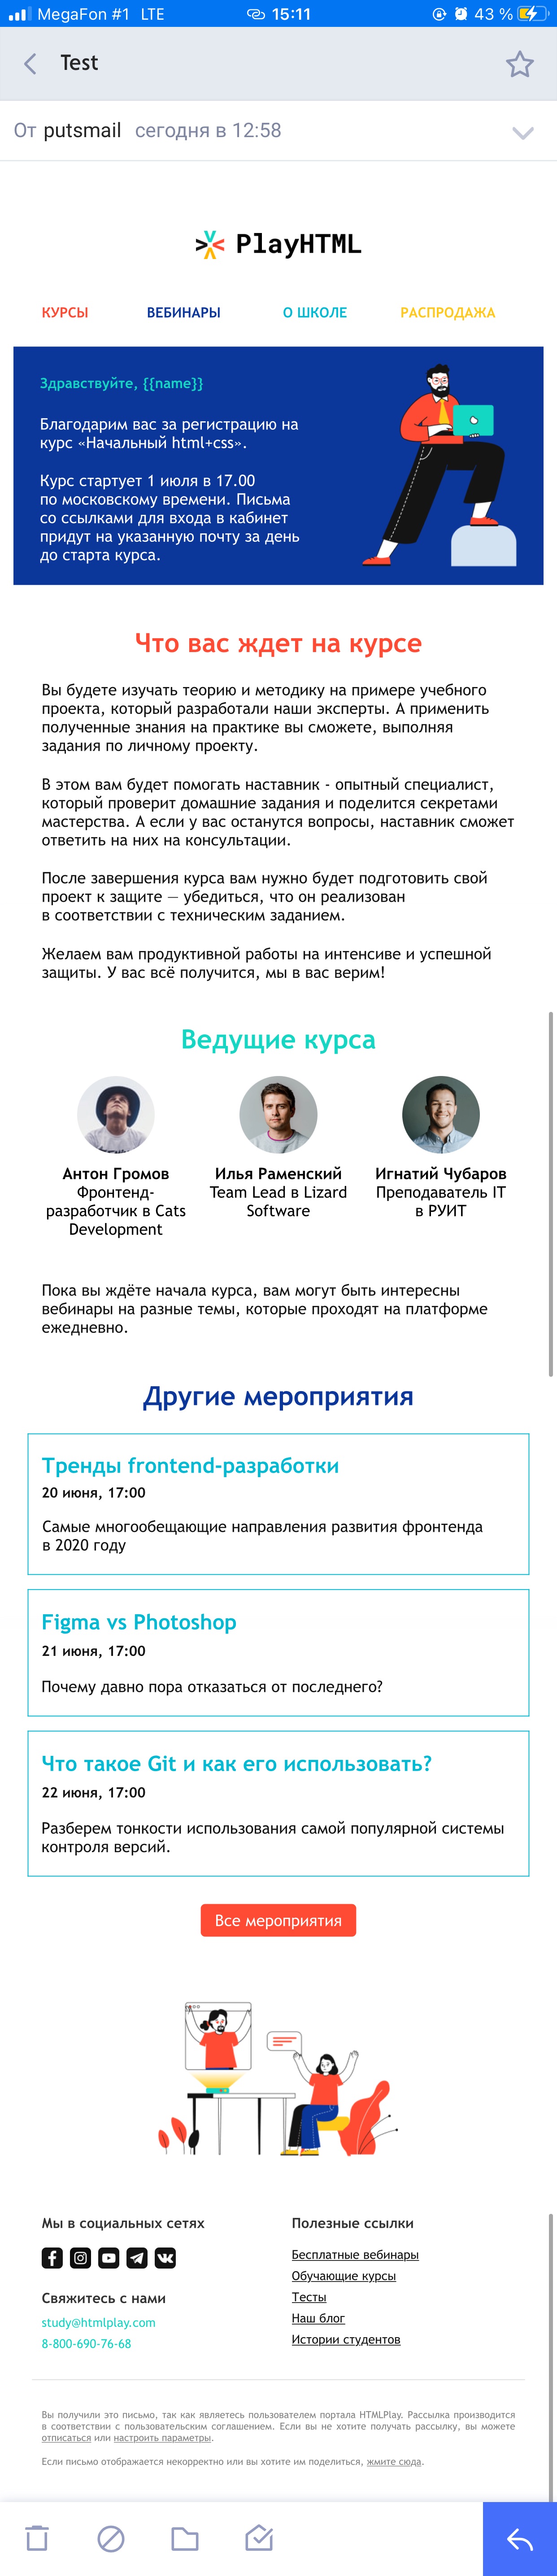 MegaFon #1 LTE 15:11 43 %
Test
От putsmail сегодня в 12:58
PlayHTML
КУРСЫ ВЕБИНАРЫ О ШКОЛЕ РАСПРОДАЖА
Здравствуйте, {{name}}
Благодарим вас за регистрацию на
курс «Начальный html+css».
Курс стартует 1 июля в 17.00
по московскому времени. Письма
со ссылками для входа в кабинет
придут на указанную почту за день
до старта курса.
Что вас ждет на курсе
Вы будете изучать теорию и методику на примере учебного
проекта, который разработали наши эксперты. А применить
полученные знания на практике вы сможете, выполняя
задания по личному проекту.
В этом вам будет помогать наставник - опытный специалист,
который проверит домашние задания и поделится секретами
мастерства. А если у вас останутся вопросы, наставник сможет
ответить на них на консультации.
После завершения курса вам нужно будет подготовить свой
проект к защите — убедиться, что он реализован
в соответствии с техническим заданием.
Желаем вам продуктивной работы на интенсиве и успешной
защиты. У вас всё получится, мы в вас верим!
Ведущие курса
Антон Громов
Фронтенд-
разработчик в Cats
Development
Илья Раменский
Team Lead в Lizard
Software
Игнатий Чубаров
Преподаватель IT
в РУИТ
Пока вы ждёте начала курса, вам могут быть интересны
вебинары на разные темы, которые проходят на платформе
ежедневно.
Другие мероприятия
Тренды frontend-разработки
20 июня, 17:00
Самые многообещающие направления развития фронтенда
в 2020 году
Figma vs Photoshop
21 июня, 17:00
Почему давно пора отказаться от последнего?
Что такое Git и как его использовать?
22 июня, 17:00
Разберем тонкости использования самой популярной системы
контроля версий.
Все мероприятия
Мы в социальных сетях
Свяжитесь с нами
study@htmlplay.com
8-800-690-76-68
Полезные ссылки
Бесплатные вебинары
Обучающие курсы
Тесты
Наш блог
Истории студентов
Вы получили это письмо, так как являетесь пользователем портала HTMLPlay. Рассылка производится
в соответствии с пользовательским соглашением. Если вы не хотите получать рассылку, вы можете
отписаться или настроить параметры.
Если письмо отображается некорректно или вы хотите им поделиться, жмите сюда.